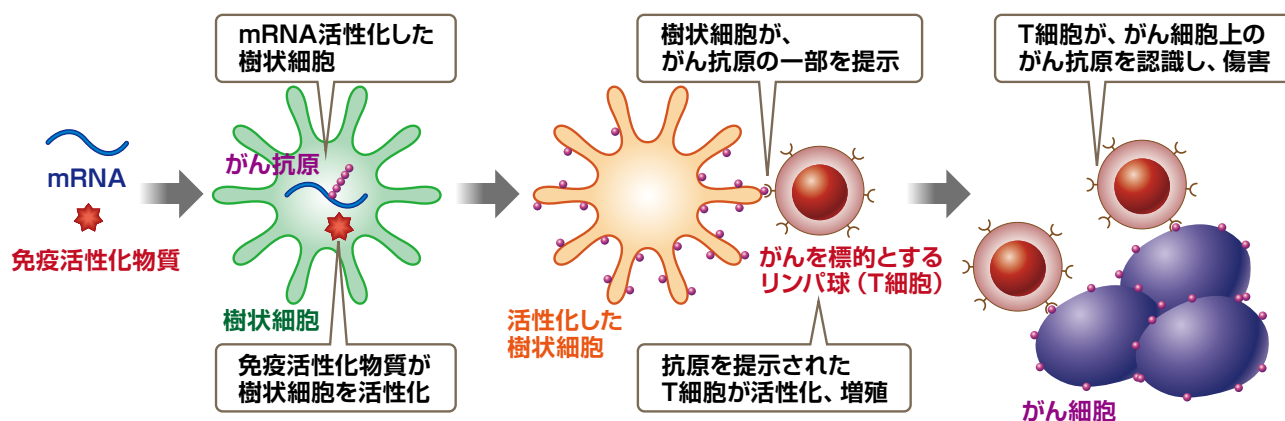 mRNA
免疫活性化物質
mRNA活性化した
樹状細胞
がん抗原
樹状細胞
免疫活性化物質が
樹状細胞を活性化
樹状細胞が、
がん抗原の一部を提示
活性化した
樹状細胞
がんを標的とする
リンパ球（T細胞）
抗原を提示された
T細胞が活性化、増殖
T細胞が、がん細胞上の
がん抗原を認識し、傷害
がん細胞